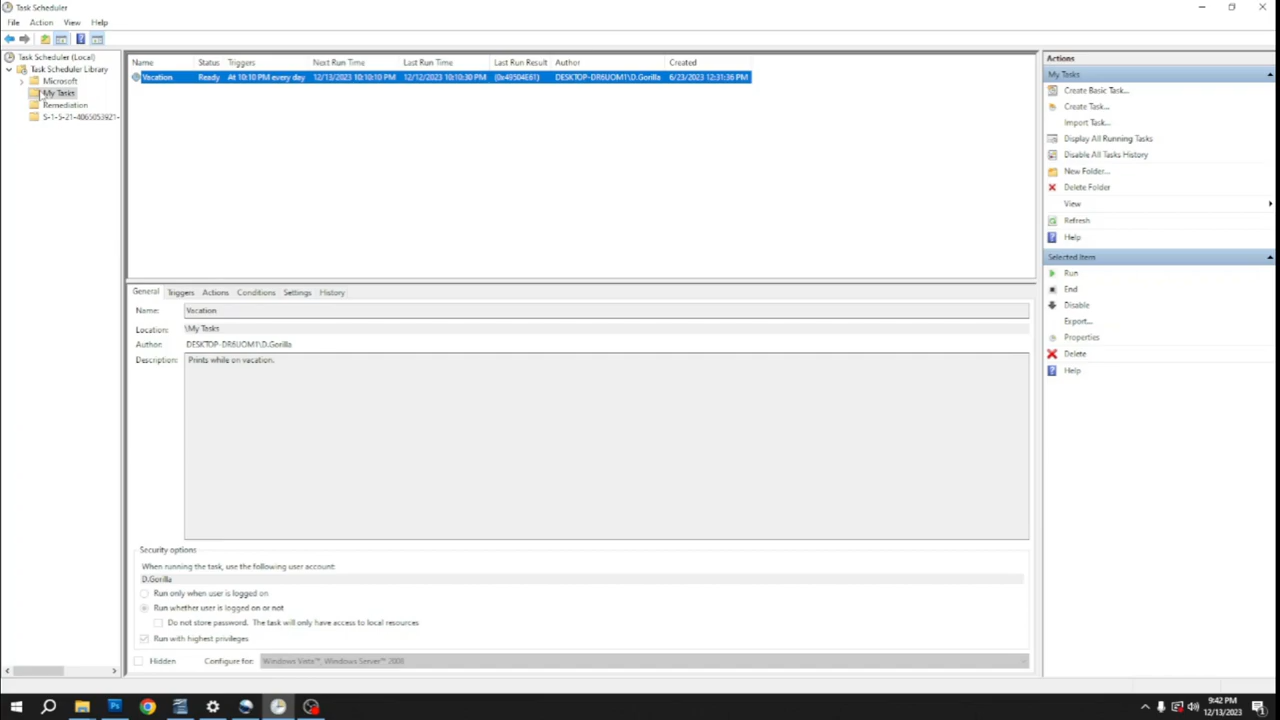 Task Scheduler
File Action View Help
Task Scheduler (Local)
Task Scheduler Library
Microsoft
My Tasks
Remediation
S-1-5-21-4065053921-
Name Status Triggers Next Run Time Last Run Time Last Run Result Author Created
Vacation Ready At 10:10 PM every day 12/13/2023 10:10:10 PM 12/12/2023 10:10:30 PM (0x49504E61) DESKTOP-DR6UOM1\D.Gorilla 6/23/2023 12:31:36 PM
General Triggers Actions Conditions Settings History
Name: Vacation
Location: \My Tasks
Author: DESKTOP-DR6UOM1\D.Gorilla
Description: Prints while on vacation.
Security options
When running the task, use the following user account:
D.Gorilla
Run only when user is logged on
Run whether user is logged on or not
Do not store password. The task will only have access to local resources
Run with highest privileges
Hidden Configure for: Windows Vista™, Windows Server™ 2008
Actions
My Tasks
Create Basic Task...
Create Task...
Import Task...
Display All Running Tasks
Disable All Tasks History
New Folder...
Delete Folder
View
Refresh
Help
Selected Item
Run
End
Disable
Export...
Properties
Delete
Help
Ps
9:42 PM
12/13/2023
1